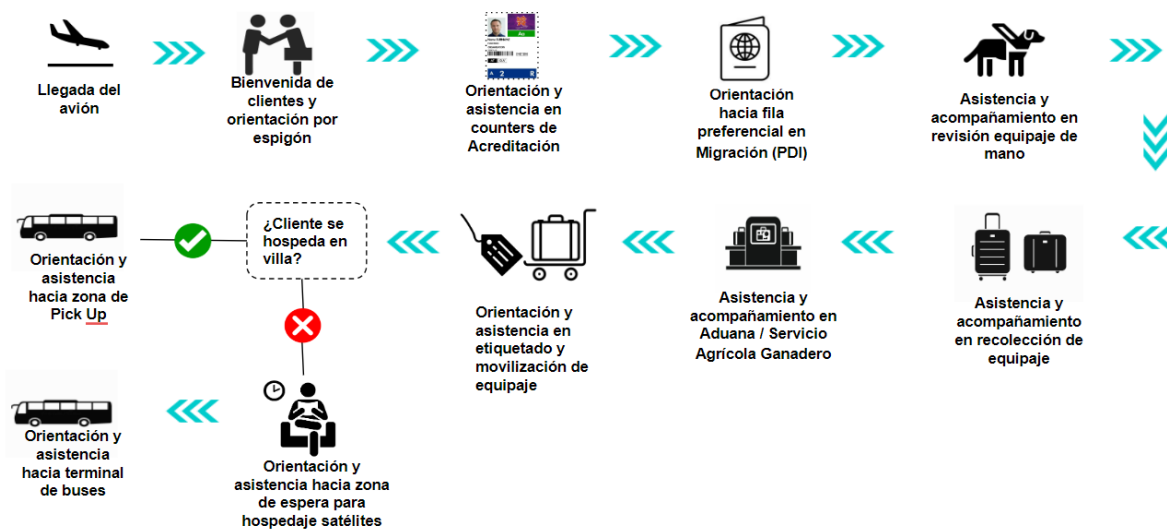 Llegada del
avión
Bienvenida de
clientes y
orientación por
espigón
Orientación y
asistencia en
counters de
Acreditación
Orientación
hacia fila
preferencial en
Migración (PDI)
Asistencia y
acompañamiento en
revisión equipaje de
mano
Asistencia y
acompañamiento
en recolección de
equipaje
Asistencia y
acompañamiento en
Aduana / Servicio
Agrícola Ganadero
Orientación y
asistencia en
etiquetado y
movilización de
equipaje
¿Cliente se
hospeda en
villa?
Orientación y
asistencia
hacia zona de
Pick Up
Orientación y
asistencia hacia zona
de espera para
hospedaje satélites
Orientación y
asistencia
hacia terminal
de buses